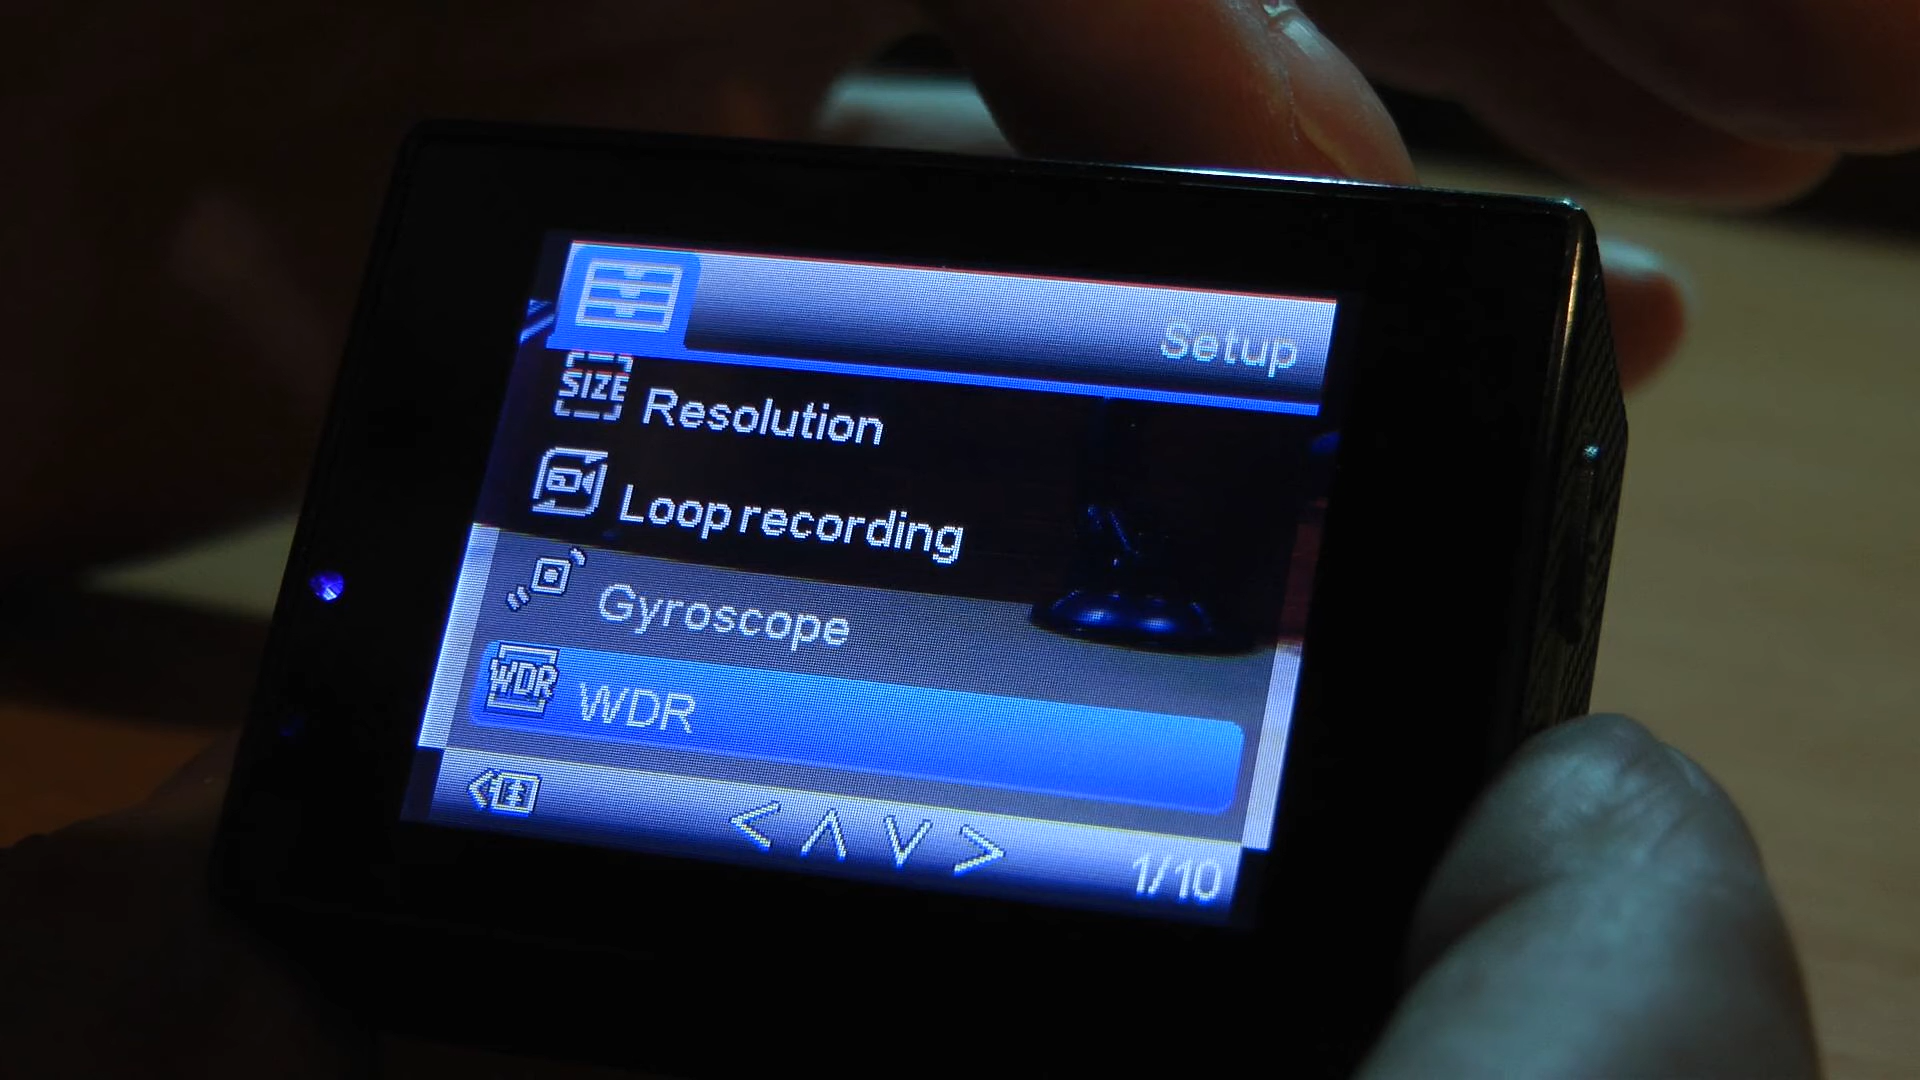 Setup
SIZE Resolution
Loop recording
Gyroscope
WDR WDR
1/10